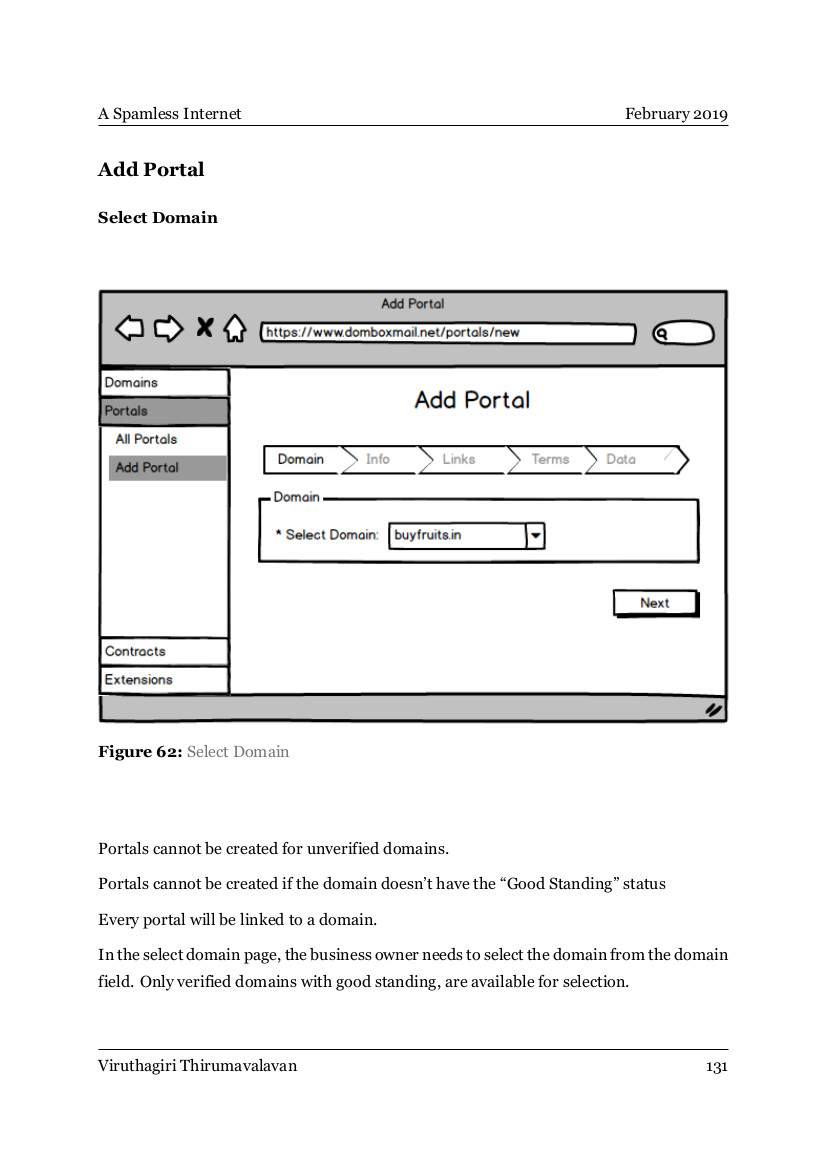 A Spamless Internet February 2019
Add Portal
Select Domain
Add Portal
https://www.domboxmail.net/portals/new
Domains
Portals
All Portals
Add Portal
Contracts
Extensions
Add Portal
Domain Info Links Terms Data
Domain
* Select Domain: buyfruits.in
Next
Figure 62: Select Domain
Portals cannot be created for unverified domains.
Portals cannot be created if the domain doesn’t have the “Good Standing” status
Every portal will be linked to a domain.
In the select domain page, the business owner needs to select the domain from the domain
field. Only verified domains with good standing, are available for selection.
Viruthagiri Thirumavalavan 131